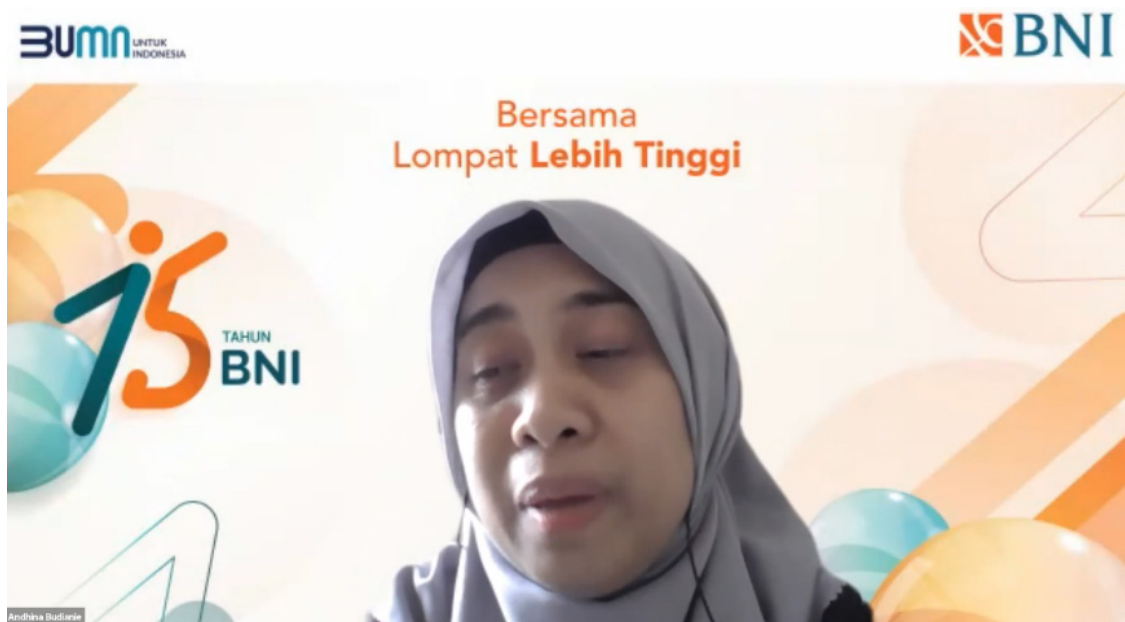 BUMN UNTUK
INDONESIA
BNI
Bersama
Lompat Lebih Tinggi
75
TAHUN
BNI
Andhina Budianie